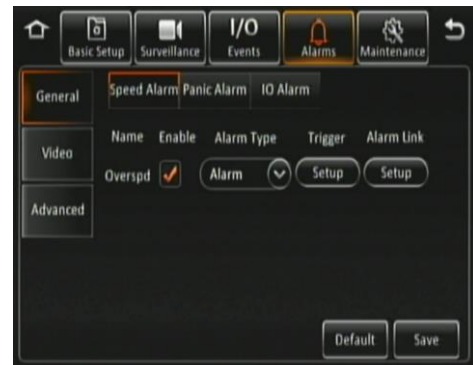 Basic Setup Surveillance I/O Events Alarms Maintenance
General Speed Alarm Panic Alarm IO Alarm
Name Enable Alarm Type Trigger Alarm Link
Video
Overspd Alarm Setup Setup
Advanced
Default Save